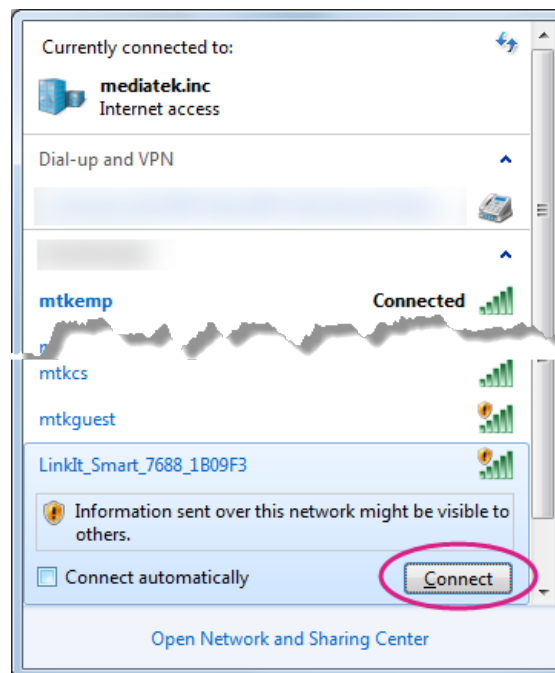 Currently connected to:
mediatek.inc
Internet access
Dial-up and VPN
mtkemp Connected
mtkcs
mtkguest
LinkIt_Smart_7688_1B09F3
Information sent over this network might be visible to
others.
Connect automatically Connect
Open Network and Sharing Center